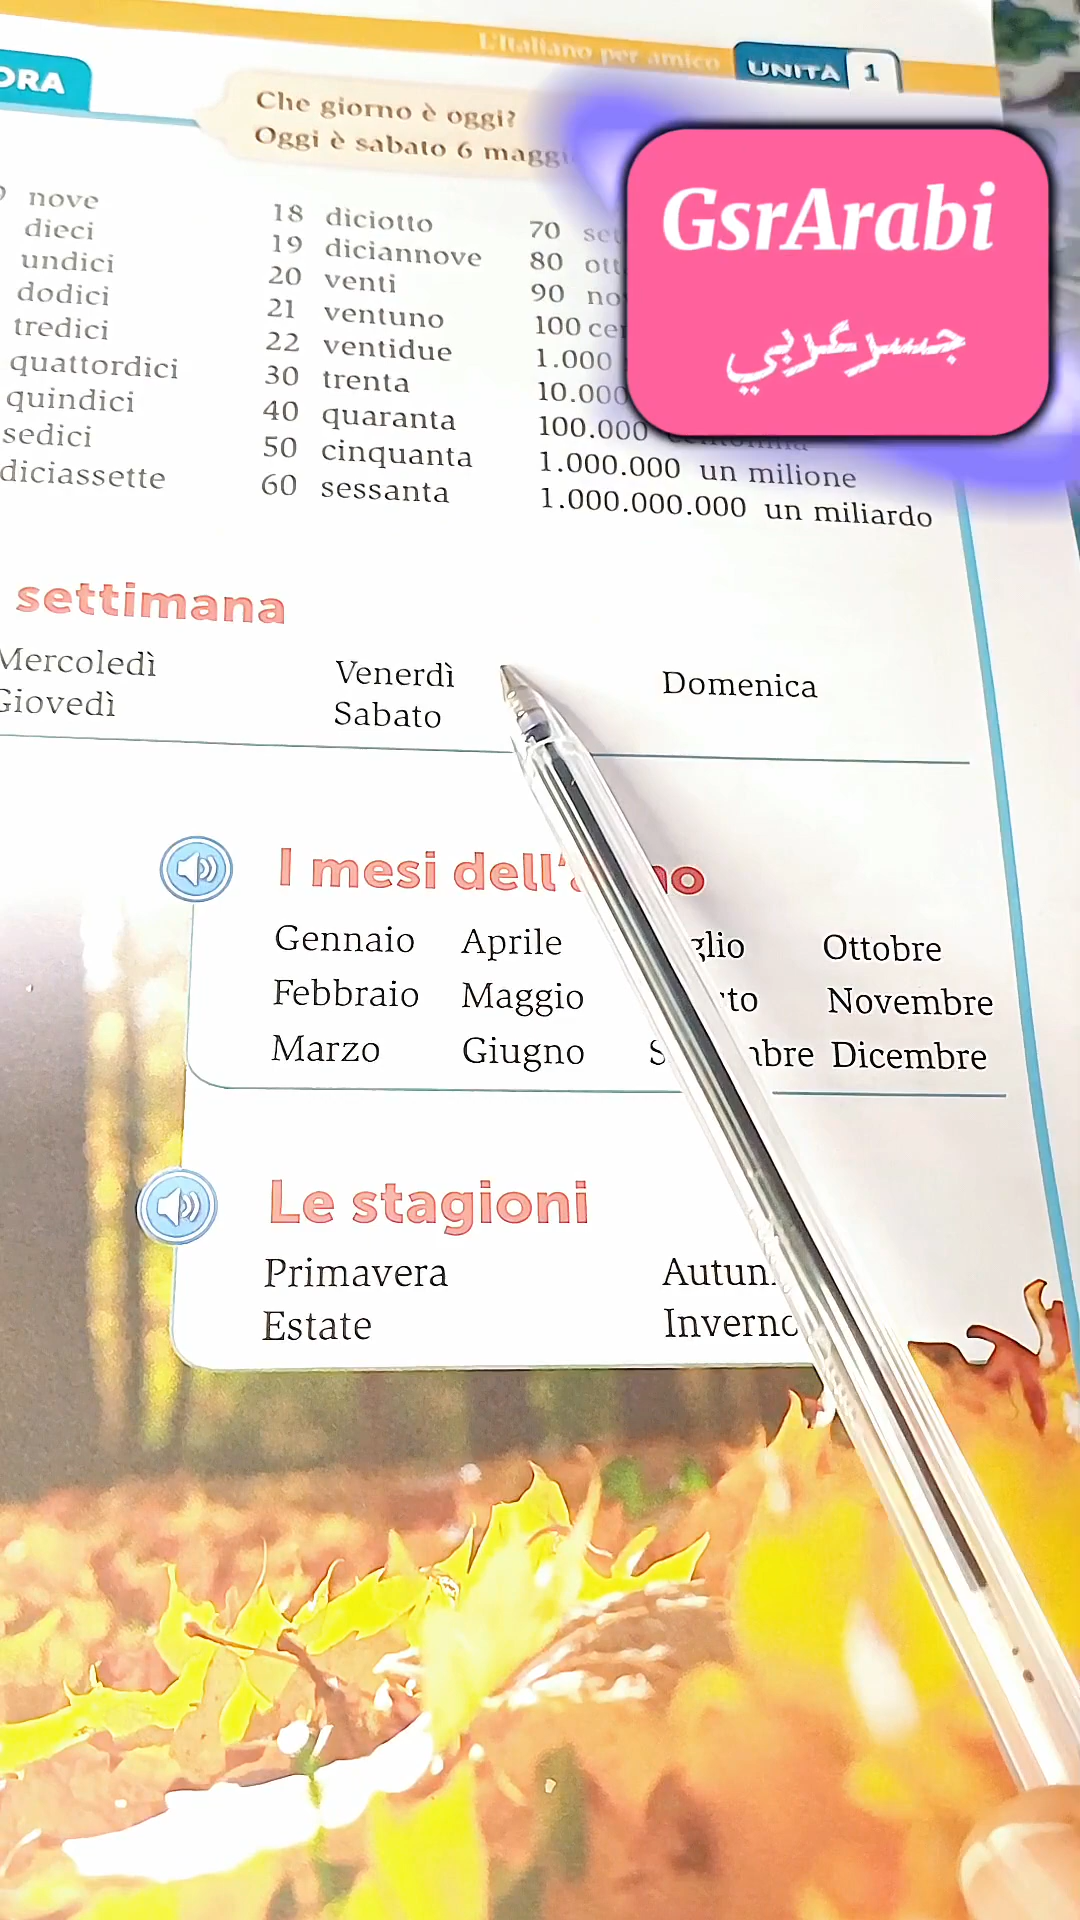 L'Italiano per amico UNITÀ 1
ORA
Che giorno è oggi?
Oggi è sabato 6
GsrArabi
جسر عربي
nove
dieci
undici
dodici
tredici
quattordici
quindici
sedici
diciassette
18 diciotto
19 diciannove
20 venti
21 ventuno
22 ventidue
30 trenta
40 quaranta
50 cinquanta
60 sessanta
70
80
90
100
1.000
10.000
100.000
1.000.000 un milione
1.000.000.000 un miliardo
settimana
Mercoledì
Giovedì
Venerdì
Sabato
Domenica
I mesi
Gennaio
Febbraio
Marzo
Aprile
Maggio
Giugno
Ottobre
Novembre
Dicembre
Le stagioni
Primavera
Estate
Inverno